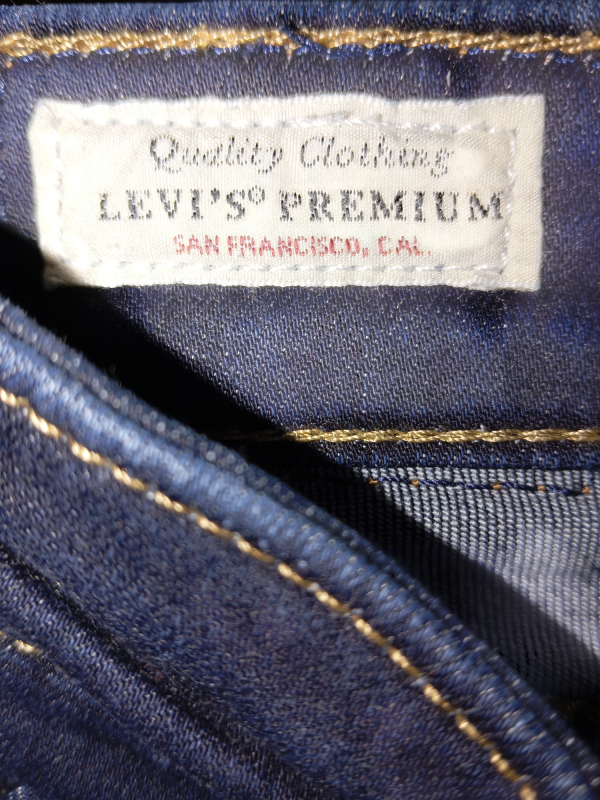 Quality Clothing
LEVI'S® PREMIUM
SAN FRANCISCO, CAL.